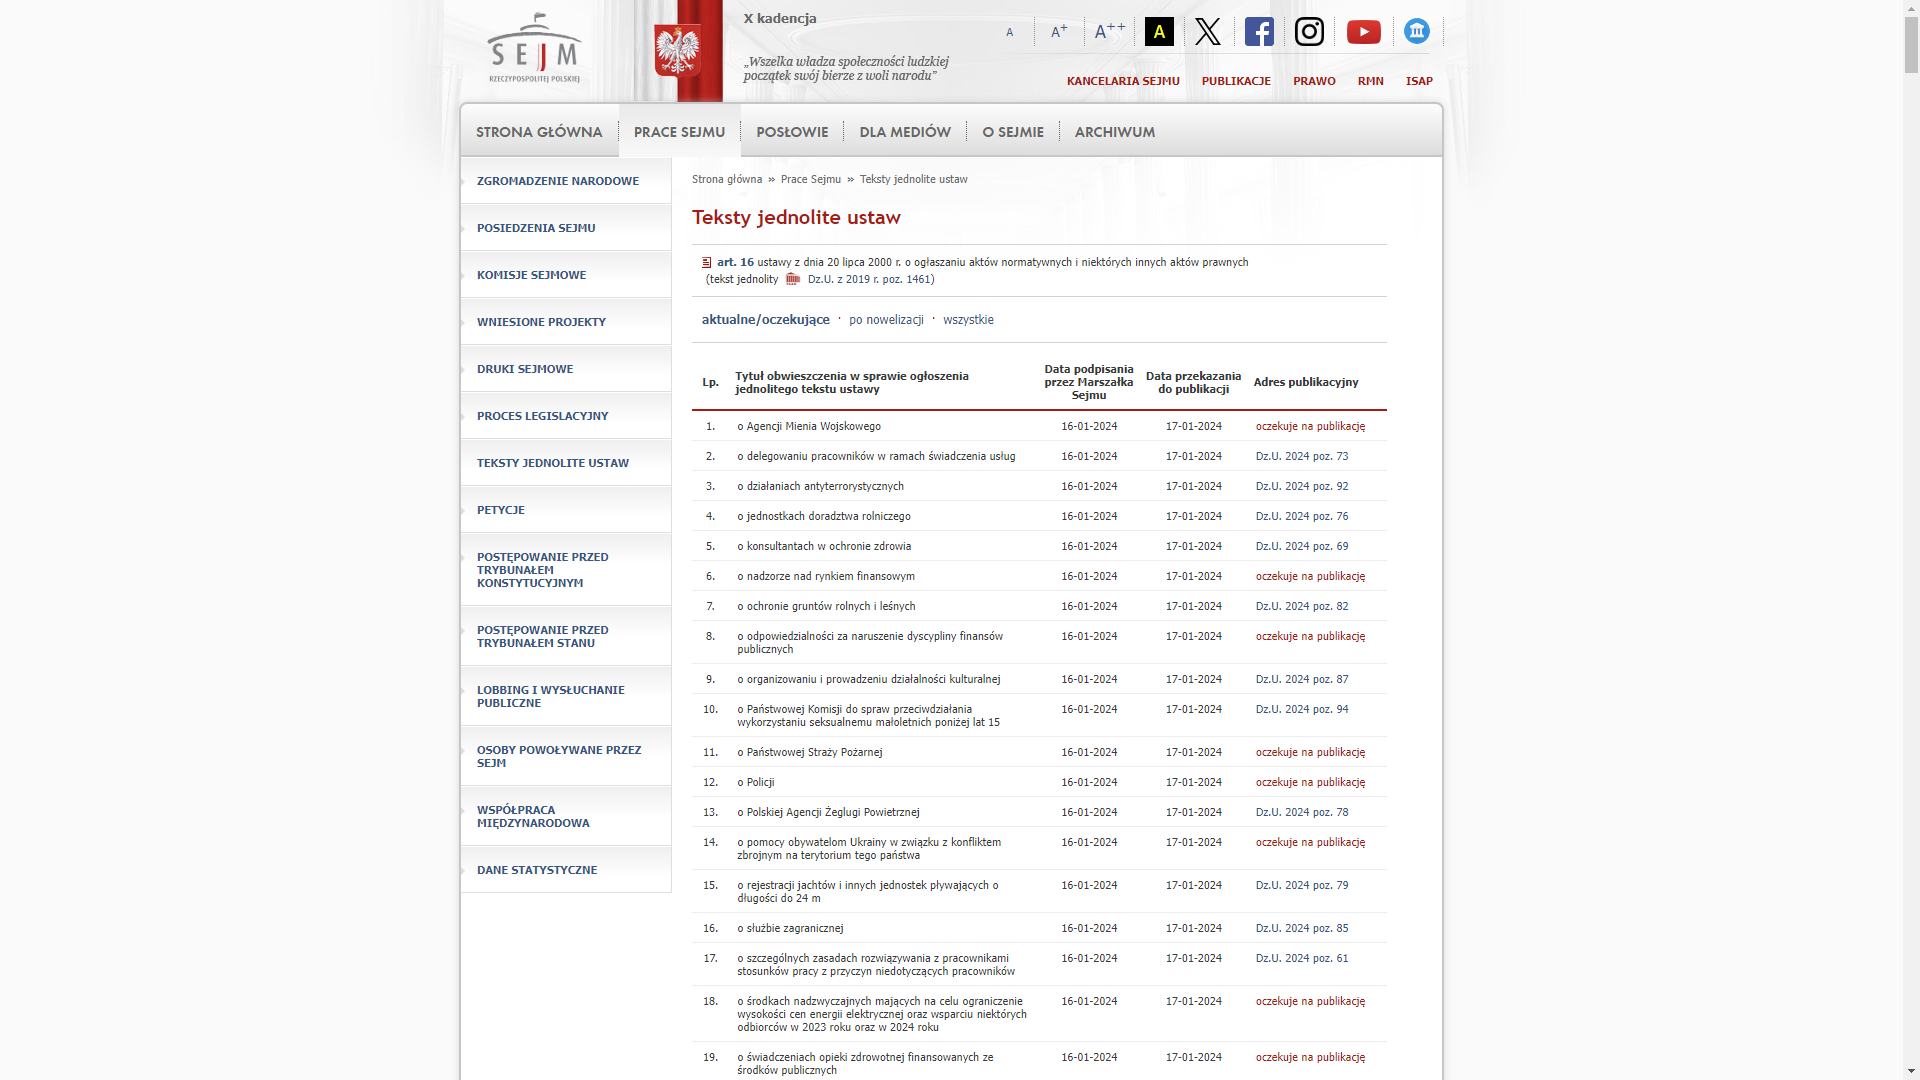 SEJM
RZECZYPOSPOLITEJ POLSKIEJ
X kadencja
„Wszelka władza społeczności ludzkiej
początek swój bierze z woli narodu”
A
A+
A++
A
KANCELARIA SEJMU
PUBLIKACJE
PRAWO
RMN
ISAP
STRONA GŁÓWNA
PRACE SEJMU
POSŁOWIE
DLA MEDIÓW
O SEJMIE
ARCHIWUM
ZGROMADZENIE NARODOWE
POSIEDZENIA SEJMU
KOMISJE SEJMOWE
WNIESIONE PROJEKTY
DRUKI SEJMOWE
PROCES LEGISLACYJNY
TEKSTY JEDNOLITE USTAW
PETYCJE
POSTĘPOWANIE PRZED
TRYBUNAŁEM
KONSTYTUCYJNYM
POSTĘPOWANIE PRZED
TRYBUNAŁEM STANU
LOBBING I WYSŁUCHANIE
PUBLICZNE
OSOBY POWOŁYWANE PRZEZ
SEJM
WSPÓŁPRACA
MIĘDZYNARODOWA
DANE STATYSTYCZNE
Strona główna » Prace Sejmu » Teksty jednolite ustaw
Teksty jednolite ustaw
art. 16 ustawy z dnia 20 lipca 2000 r. o ogłaszaniu aktów normatywnych i niektórych innych aktów prawnych
(tekst jednolity Dz.U. z 2019 r. poz. 1461)
aktualne/oczekujące · po nowelizacji · wszystkie
Lp.
Tytuł obwieszczenia w sprawie ogłoszenia
jednolitego tekstu ustawy
Data podpisania
przez Marszałka
Sejmu
Data przekazania
do publikacji
Adres publikacyjny
1. o Agencji Mienia Wojskowego 16-01-2024 17-01-2024 oczekuje na publikację
2. o delegowaniu pracowników w ramach świadczenia usług 16-01-2024 17-01-2024 Dz.U. 2024 poz. 73
3. o działaniach antyterrorystycznych 16-01-2024 17-01-2024 Dz.U. 2024 poz. 92
4. o jednostkach doradztwa rolniczego 16-01-2024 17-01-2024 Dz.U. 2024 poz. 76
5. o konsultantach w ochronie zdrowia 16-01-2024 17-01-2024 Dz.U. 2024 poz. 69
6. o nadzorze nad rynkiem finansowym 16-01-2024 17-01-2024 oczekuje na publikację
7. o ochronie gruntów rolnych i leśnych 16-01-2024 17-01-2024 Dz.U. 2024 poz. 82
8. o odpowiedzialności za naruszenie dyscypliny finansów 16-01-2024 17-01-2024 oczekuje na publikację
publicznych
9. o organizowaniu i prowadzeniu działalności kulturalnej 16-01-2024 17-01-2024 Dz.U. 2024 poz. 87
10. o Państwowej Komisji do spraw przeciwdziałania 16-01-2024 17-01-2024 Dz.U. 2024 poz. 94
wykorzystaniu seksualnemu małoletnich poniżej lat 15
11. o Państwowej Straży Pożarnej 16-01-2024 17-01-2024 oczekuje na publikację
12. o Policji 16-01-2024 17-01-2024 oczekuje na publikację
13. o Polskiej Agencji Żeglugi Powietrznej 16-01-2024 17-01-2024 Dz.U. 2024 poz. 78
14. o pomocy obywatelom Ukrainy w związku z konfliktem 16-01-2024 17-01-2024 oczekuje na publikację
zbrojnym na terytorium tego państwa
15. o rejestracji jachtów i innych jednostek pływających o 16-01-2024 17-01-2024 Dz.U. 2024 poz. 79
długości do 24 m
16. o służbie zagranicznej 16-01-2024 17-01-2024 Dz.U. 2024 poz. 85
17. o szczególnych zasadach rozwiązywania z pracownikami 16-01-2024 17-01-2024 Dz.U. 2024 poz. 61
stosunków pracy z przyczyn niedotyczących pracowników
18. o środkach nadzwyczajnych mających na celu ograniczenie 16-01-2024 17-01-2024 oczekuje na publikację
wysokości cen energii elektrycznej oraz wsparciu niektórych
odbiorców w 2023 roku oraz w 2024 roku
19. o świadczeniach opieki zdrowotnej finansowanych ze 16-01-2024 17-01-2024 oczekuje na publikację
środków publicznych